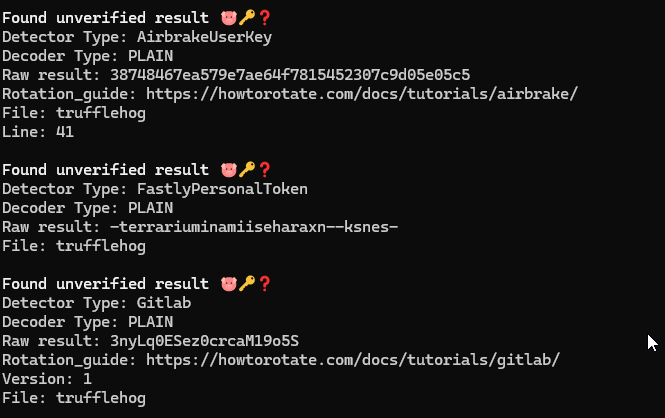 Found unverified result 🐷🔑❓
Detector Type: AirbrakeUserKey
Decoder Type: PLAIN
Raw result: 38748467ea579e7ae64f7815452307c9d05e05c5
Rotation_guide: https://howtorotate.com/docs/tutorials/airbrake/
File: trufflehog
Line: 41
Found unverified result 🐷🔑❓
Detector Type: FastlyPersonalToken
Decoder Type: PLAIN
Raw result: -terrariuminamiiseharaxn--ksnes-
File: trufflehog
Found unverified result 🐷🔑❓
Detector Type: Gitlab
Decoder Type: PLAIN
Raw result: 3nyLq0ESez0crcaM19o5S
Rotation_guide: https://howtorotate.com/docs/tutorials/gitlab/
Version: 1
File: trufflehog